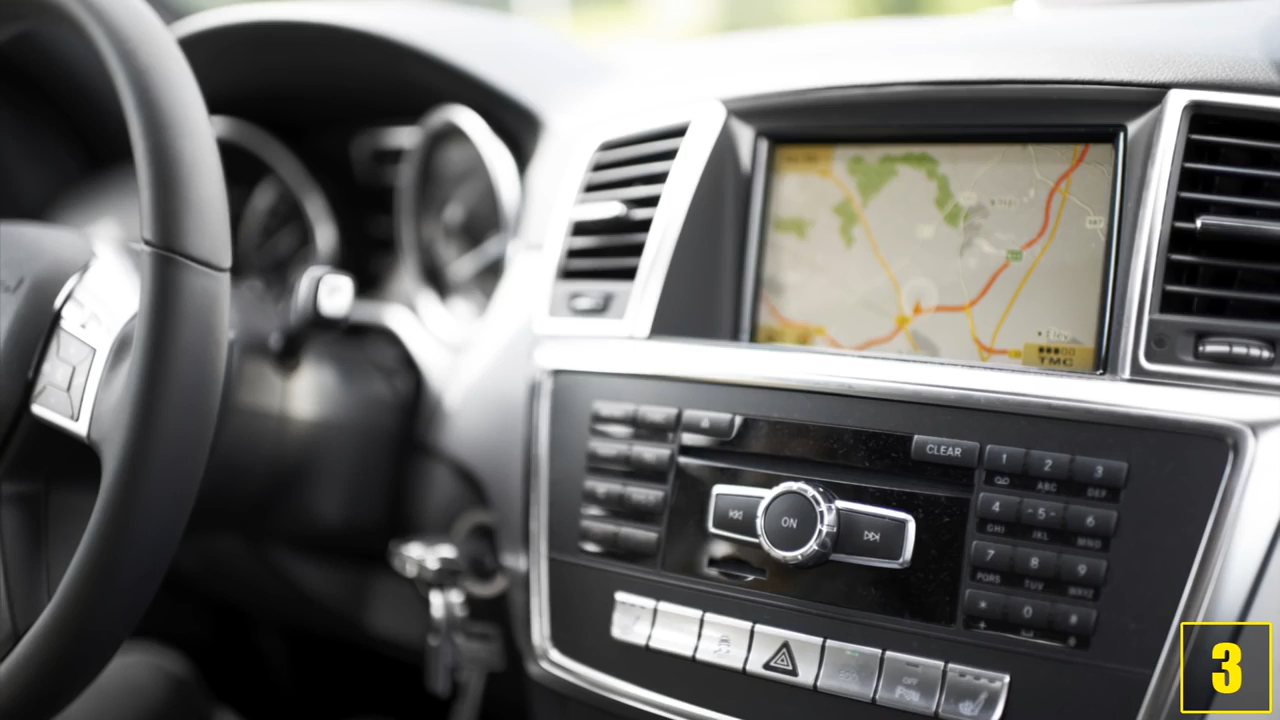 TMC
CLEAR
1 2 3
ABC DEF
4 -5- 6
GHI JKL MNO
ON
7 8 9
PQRS TUV WXYZ
* 0 #
+
OFF
3